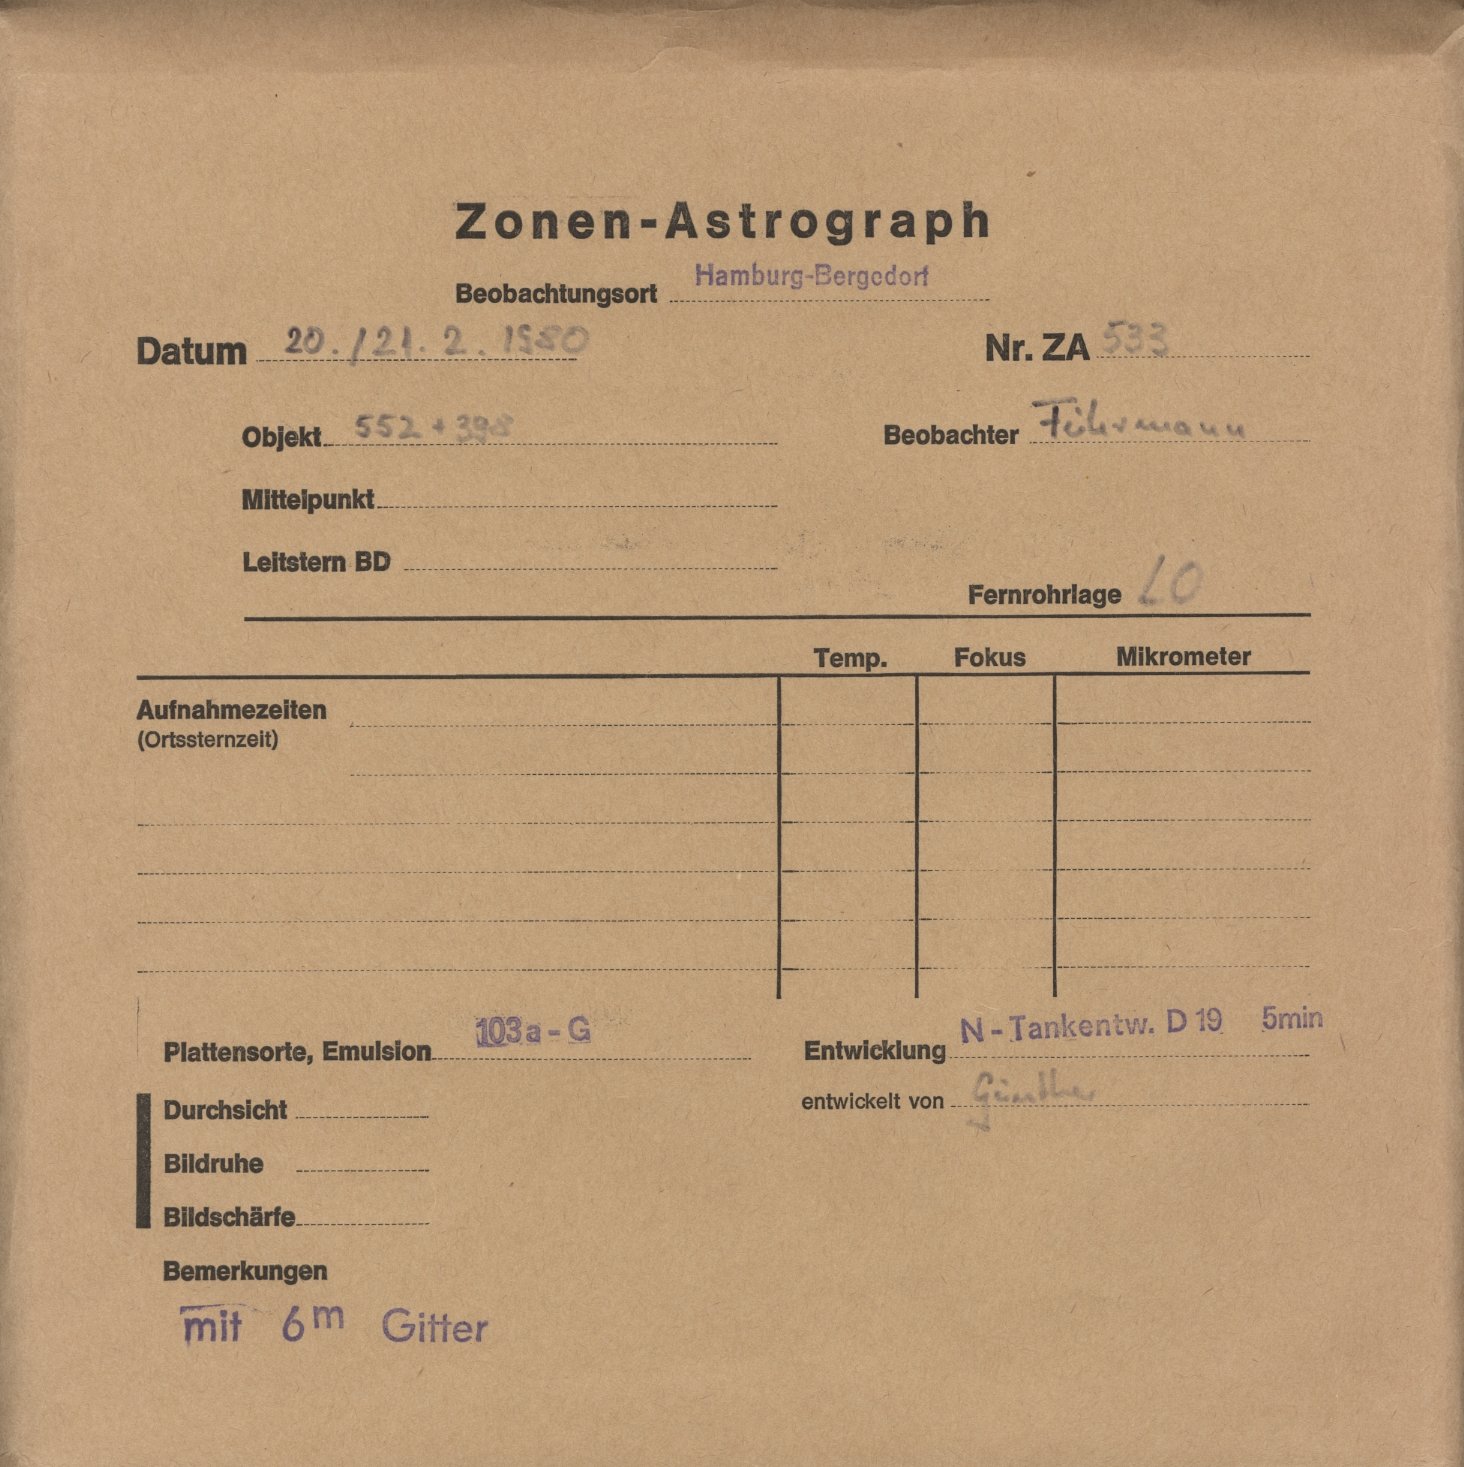 Zonen-Astrograph
Beobachtungsort Hamburg-Bergedorf
Datum 20./21. 2. 1980
Nr. ZA 533
Objekt 552 + 398
Beobachter Führmann
Mittelpunkt
Leitstern BD
Fernrohrlage LO
Temp. Fokus Mikrometer
Aufnahmezeiten
(Ortssternzeit)
Plattensorte, Emulsion 103a-G
Entwicklung N-Tankentw. D 19 5min
Durchsicht
entwickelt von Günther
Bildruhe
Bildschärfe
Bemerkungen
mit 6m Gitter